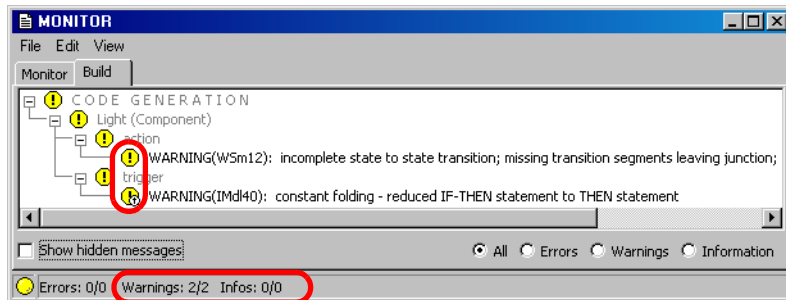 MONITOR
File Edit View
Monitor Build
CODE GENERATION
Light (Component)
action
WARNING(WSm12): incomplete state to state transition; missing transition segments leaving junction;
trigger
WARNING(IMdl40): constant folding - reduced IF-THEN statement to THEN statement
Show hidden messages All Errors Warnings Information
Errors: 0/0 Warnings: 2/2 Infos: 0/0